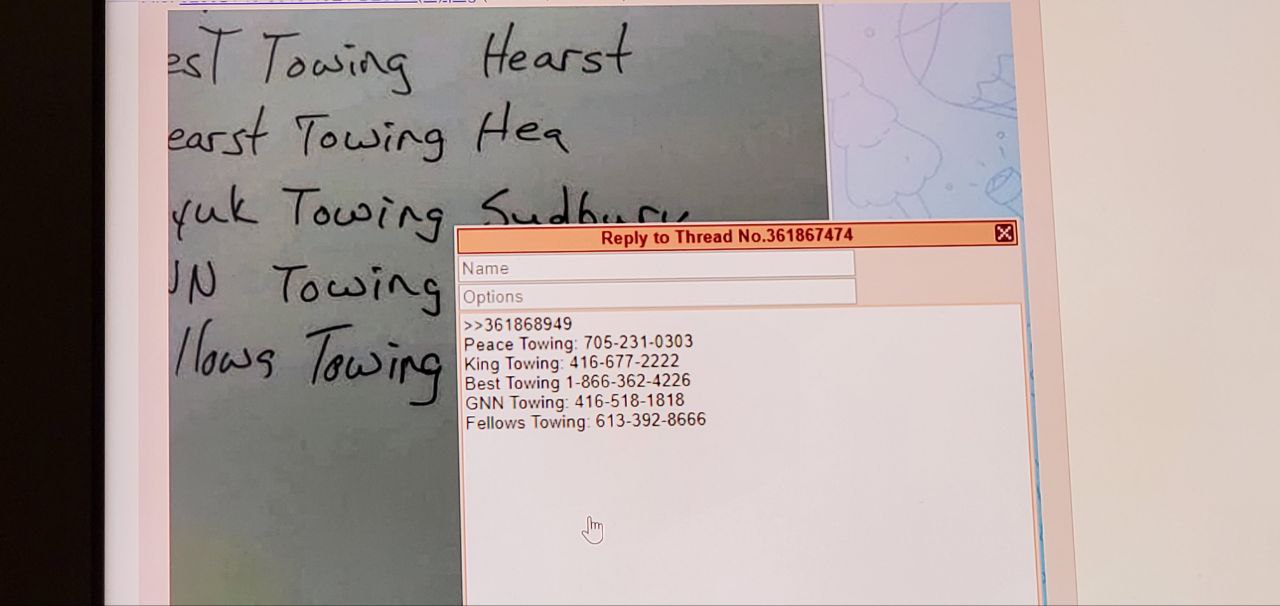 esT Towing Hearst
earst Towing Hea
yuk Towing Sudbury
UN Towing
llows Towing
Reply to Thread No.361867474
Name
Options
>>361868949
Peace Towing: 705-231-0303
King Towing: 416-677-2222
Best Towing 1-866-362-4226
GNN Towing: 416-518-1818
Fellows Towing: 613-392-8666